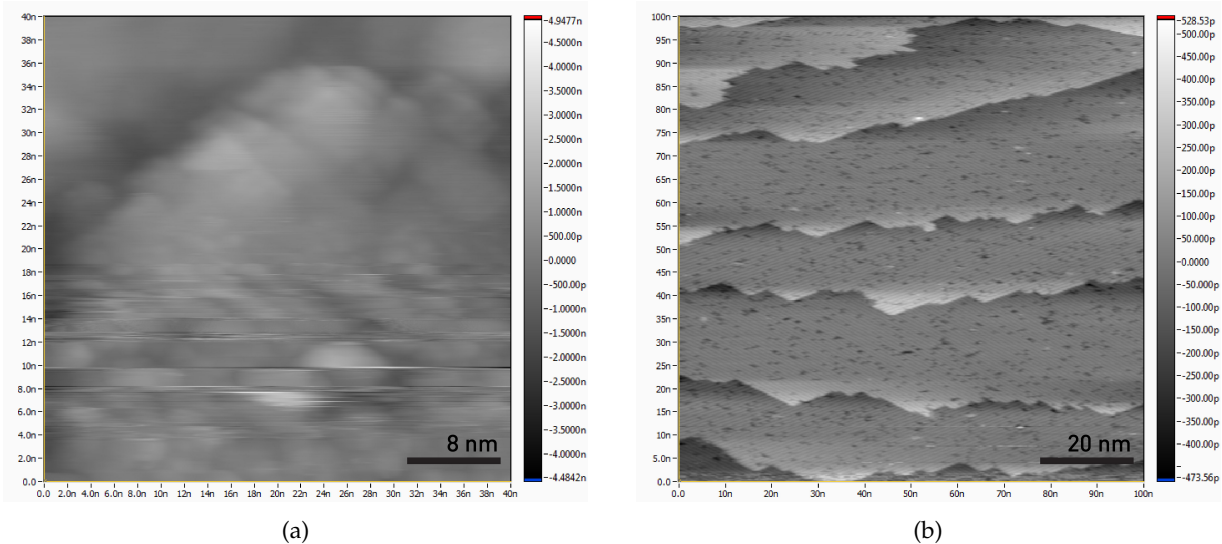 40n
38n
36n
34n
32n
30n
28n
26n
24n
22n
20n
18n
16n
14n
12n
10n
8.0n
6.0n
4.0n
2.0n
0.0
0.0 2.0n 4.0n 6.0n 8.0n 10n 12n 14n 16n 18n 20n 22n 24n 26n 28n 30n 32n 34n 36n 38n 40n
8 nm
4.9477n
4.5000n
4.0000n
3.5000n
3.0000n
2.5000n
2.0000n
1.5000n
1.0000n
500.00p
0.0000
-500.00p
-1.0000n
-1.5000n
-2.0000n
-2.5000n
-3.0000n
-3.5000n
-4.0000n
-4.4842n
(a)
100n
95n
90n
85n
80n
75n
70n
65n
60n
55n
50n
45n
40n
35n
30n
25n
20n
15n
10n
5.0n
0.0
0.0 10n 20n 30n 40n 50n 60n 70n 80n 90n 100n
20 nm
528.53p
500.00p
450.00p
400.00p
350.00p
300.00p
250.00p
200.00p
150.00p
100.00p
50.000p
0.0000
-50.000p
-100.00p
-150.00p
-200.00p
-250.00p
-300.00p
-350.00p
-400.00p
-473.56p
(b)